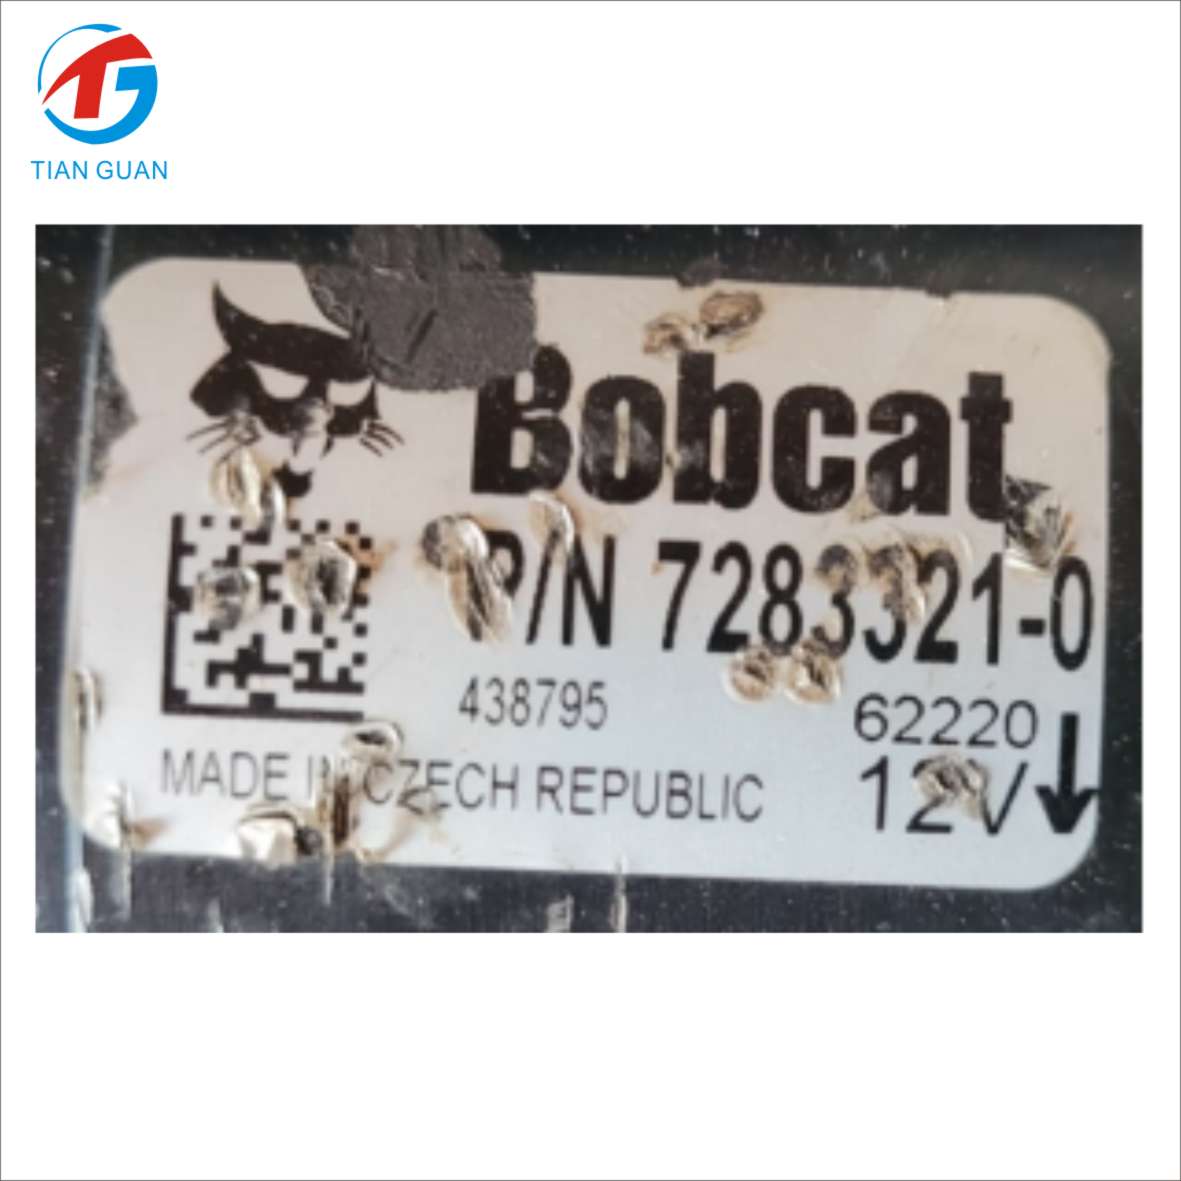 TIAN GUAN
Bobcat
P/N 7283321-0
438795
62220
MADE IN CZECH REPUBLIC
12V